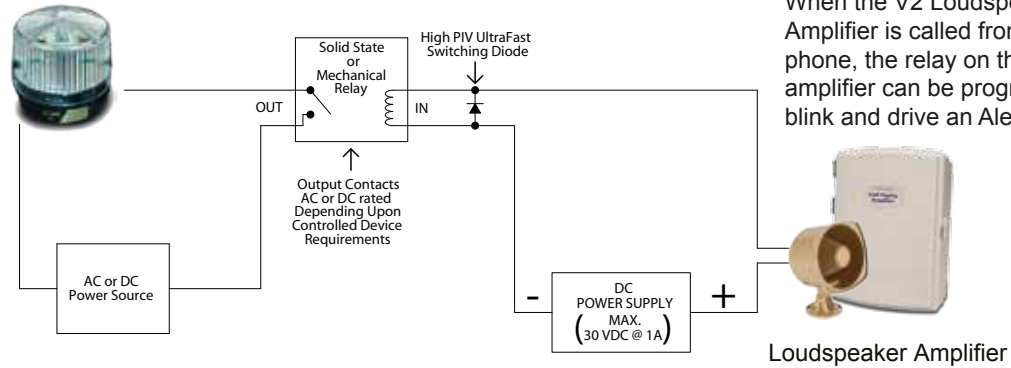 When the V2 Loudspe
Amplifier is called from
phone, the relay on th
amplifier can be progr
blink and drive an Ale
High PIV UltraFast
Switching Diode
Solid State
or
Mechanical
Relay
OUT
IN
Output Contacts
AC or DC rated
Depending Upon
Controlled Device
Requirements
AC or DC
Power Source
-
DC
POWER SUPPLY
(MAX.
30 VDC @ 1A)
+
Loudspeaker Amplifier